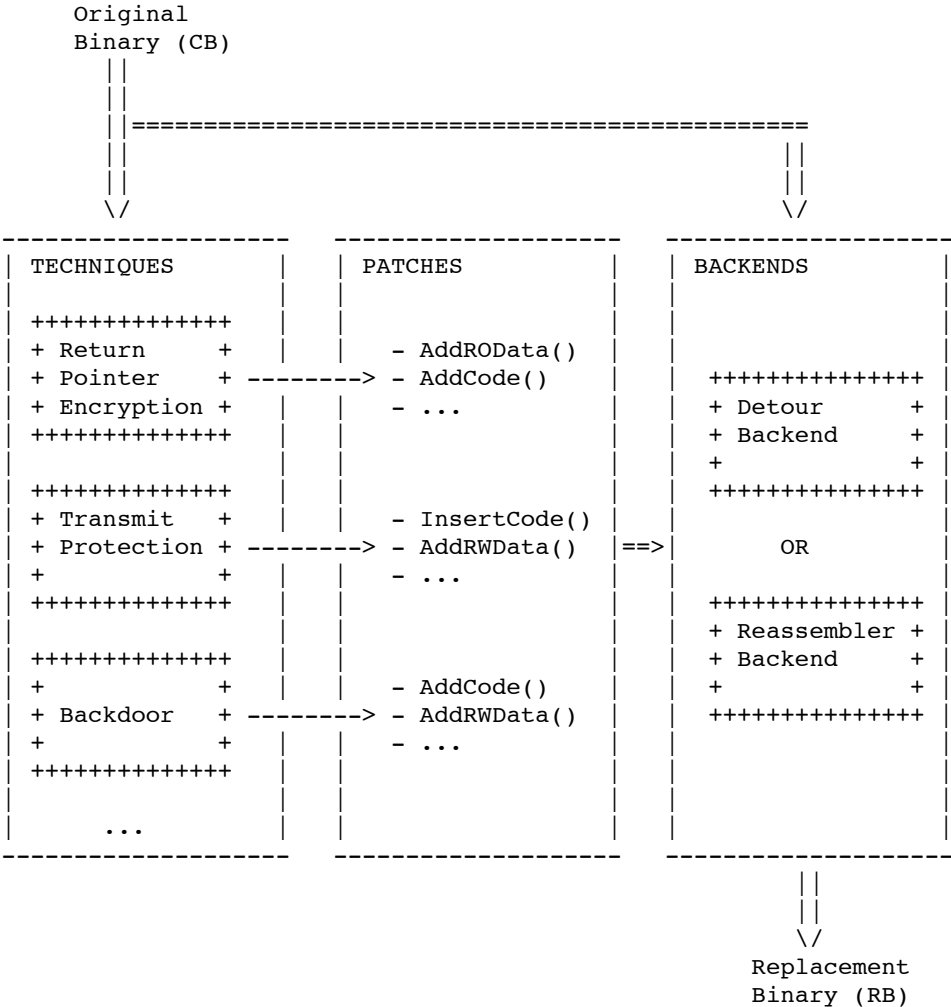 Original
Binary (CB)
||
||
||===============================================
|| ||
|| ||
\/ \/
-------------------- -------------------- --------------------
| TECHNIQUES | | PATCHES | | BACKENDS |
| | | | | |
| ++++++++++++++ | | | | |
| + Return + | | - AddROData() | | |
| + Pointer + --------> - AddCode() | | +++++++++++++++ |
| + Encryption + | | - ... | | + Detour + |
| ++++++++++++++ | | | | + Backend + |
| | | | | + + |
| ++++++++++++++ | | | | +++++++++++++++ |
| + Transmit + | | - InsertCode() | | |
| + Protection + --------> - AddRWData() |==>| OR |
| + + | | - ... | | |
| ++++++++++++++ | | | | +++++++++++++++ |
| | | | | + Reassembler + |
| ++++++++++++++ | | | | + Backend + |
| + + | | - AddCode() | | + + |
| + Backdoor + --------> - AddRWData() | | +++++++++++++++ |
| + + | | - ... | | |
| ++++++++++++++ | | | | |
| | | | | |
| ... | | | | |
-------------------- -------------------- --------------------
||
||
\/
Replacement
Binary (RB)